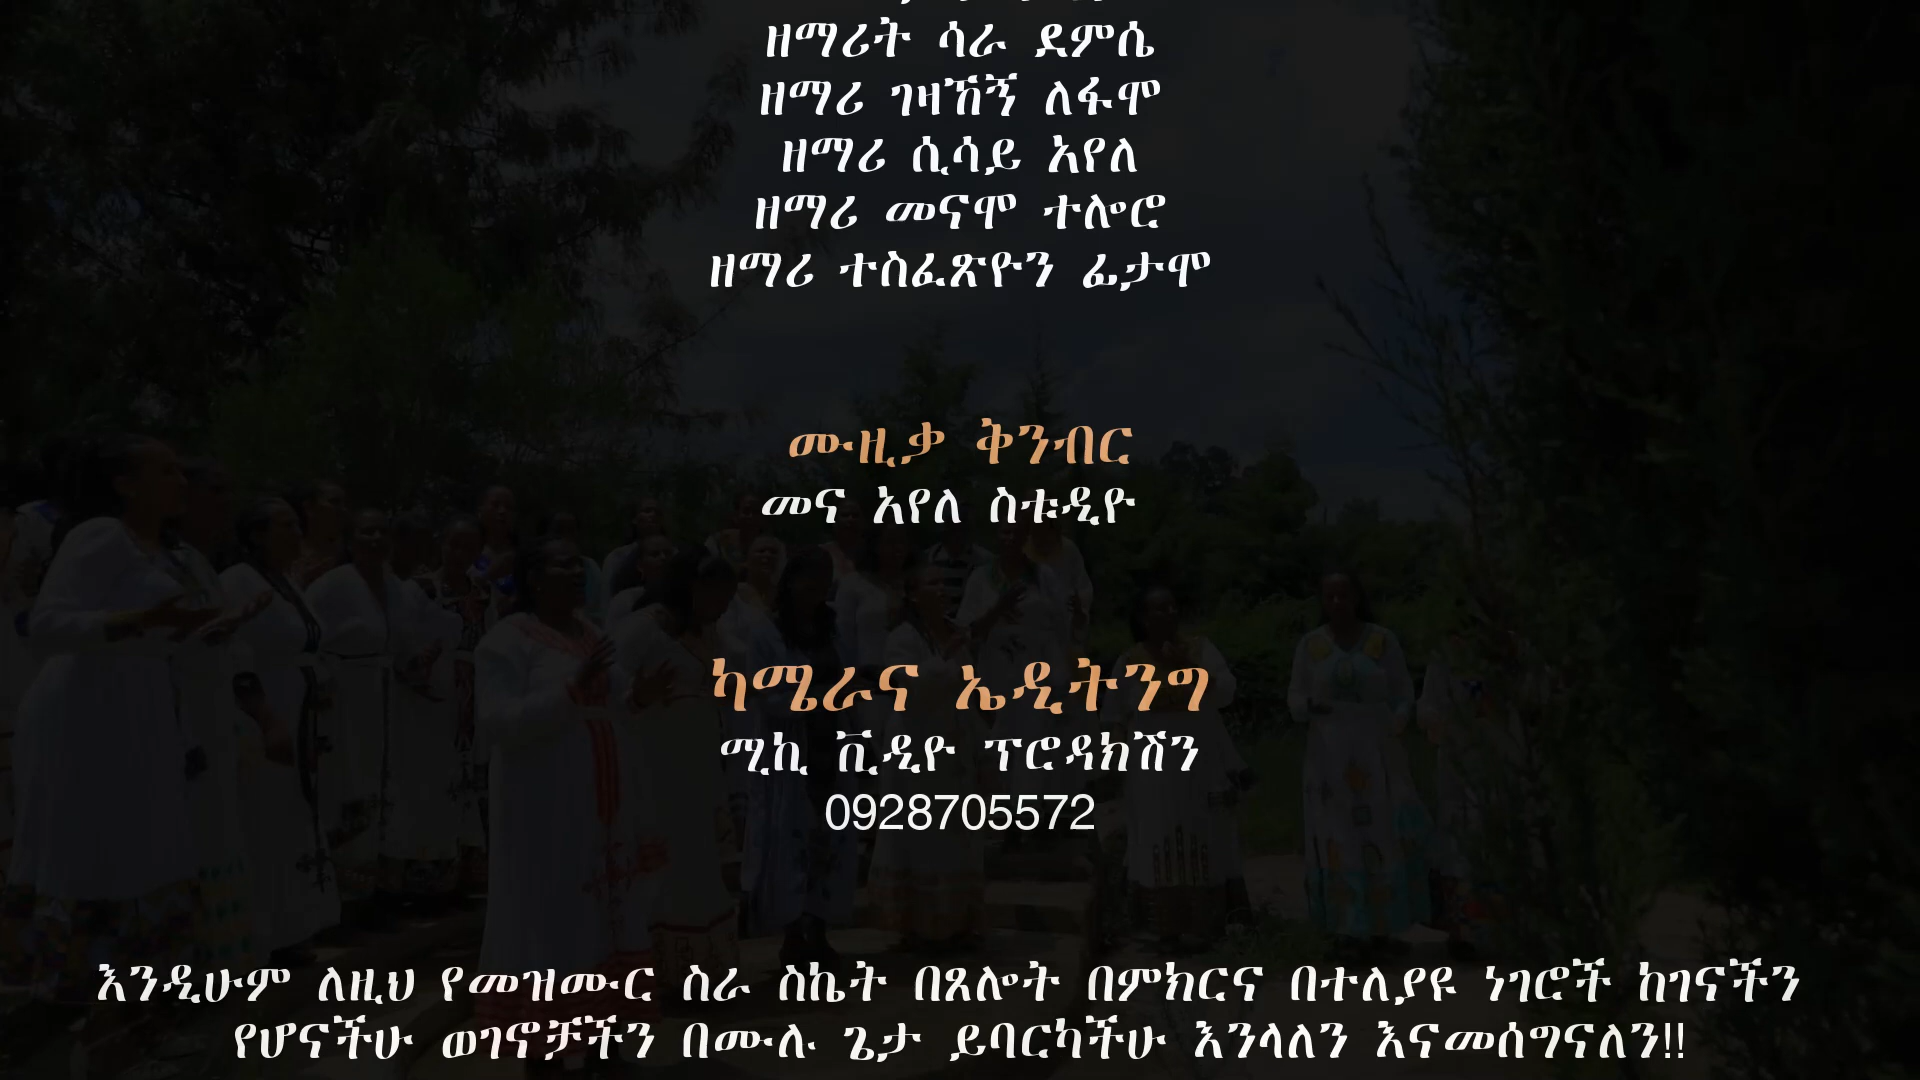 ዘማሪት ሳራ ደምሴ
ዘማሪ ገዛኸኝ ለፋሞ
ዘማሪ ሲሳይ አየለ
ዘማሪ መናሞ ተሎሮ
ዘማሪ ተስፈጽዮን ፊታሞ
ሙዚቃ ቅንብር
መና አየለ ስቱዲዮ
ካሜራና ኤዲትንግ
ሚኪ ቪዲዮ ፕሮዳክሽን
0928705572
እንዲሁም ለዚህ የመዝሙር ስራ ስኬት በጸሎት በምክርና በተለያዩ ነገሮች ከገናችን
የሆናችሁ ወገኖቻችን በሙሉ ጌታ ይባርካችሁ እንላለን እናመሰግናለን!!